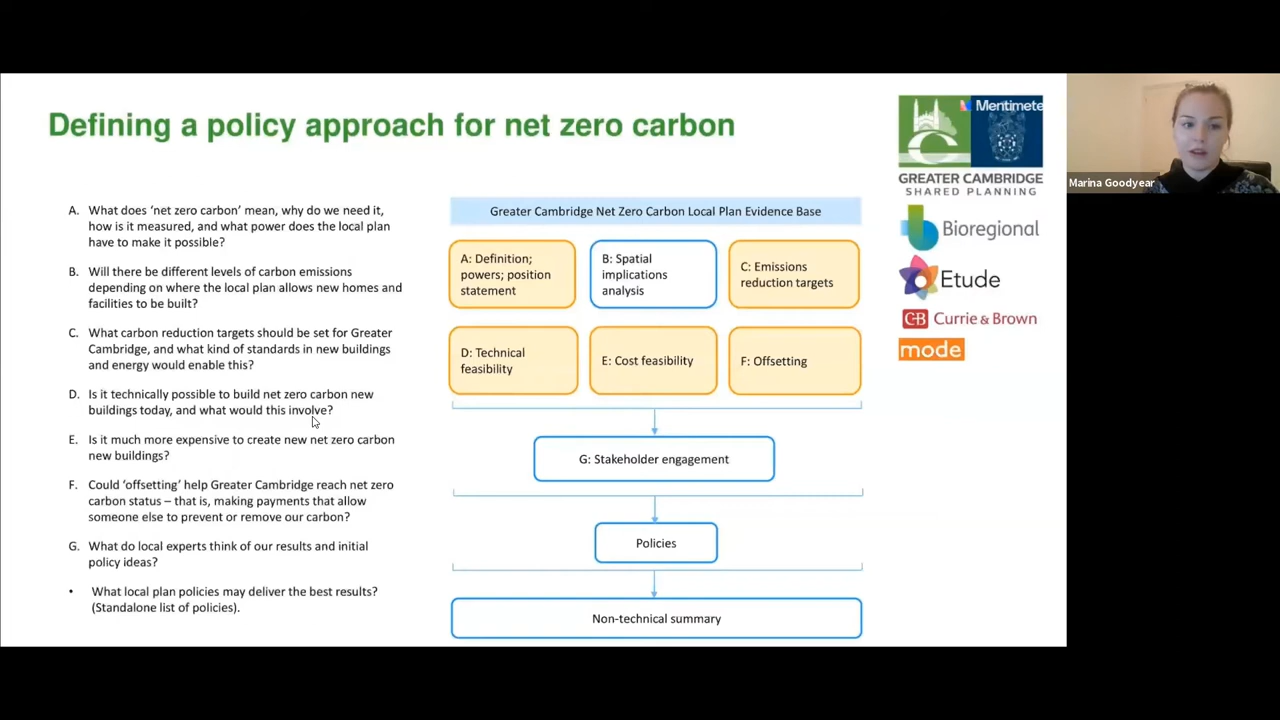 Defining a policy approach for net zero carbon
A. What does ‘net zero carbon’ mean, why do we need it,
how is it measured, and what power does the local plan
have to make it possible?
B. Will there be different levels of carbon emissions
depending on where the local plan allows new homes and
facilities to be built?
C. What carbon reduction targets should be set for Greater
Cambridge, and what kind of standards in new buildings
and energy would enable this?
D. Is it technically possible to build net zero carbon new
buildings today, and what would this involve?
E. Is it much more expensive to create new net zero carbon
new buildings?
F. Could ‘offsetting’ help Greater Cambridge reach net zero
carbon status – that is, making payments that allow
someone else to prevent or remove our carbon?
G. What do local experts think of our results and initial
policy ideas?
• What local plan policies may deliver the best results?
(Standalone list of policies).
Greater Cambridge Net Zero Carbon Local Plan Evidence Base
A: Definition;
powers; position
statement
B: Spatial
implications
analysis
C: Emissions
reduction targets
D: Technical
feasibility
E: Cost feasibility
F: Offsetting
G: Stakeholder engagement
Policies
Non-technical summary
Mentimete
GREATER CAMBRIDGE
SHARED PLANNING
Bioregional
Etude
C-B Currie & Brown
mode
Marina Goodyear